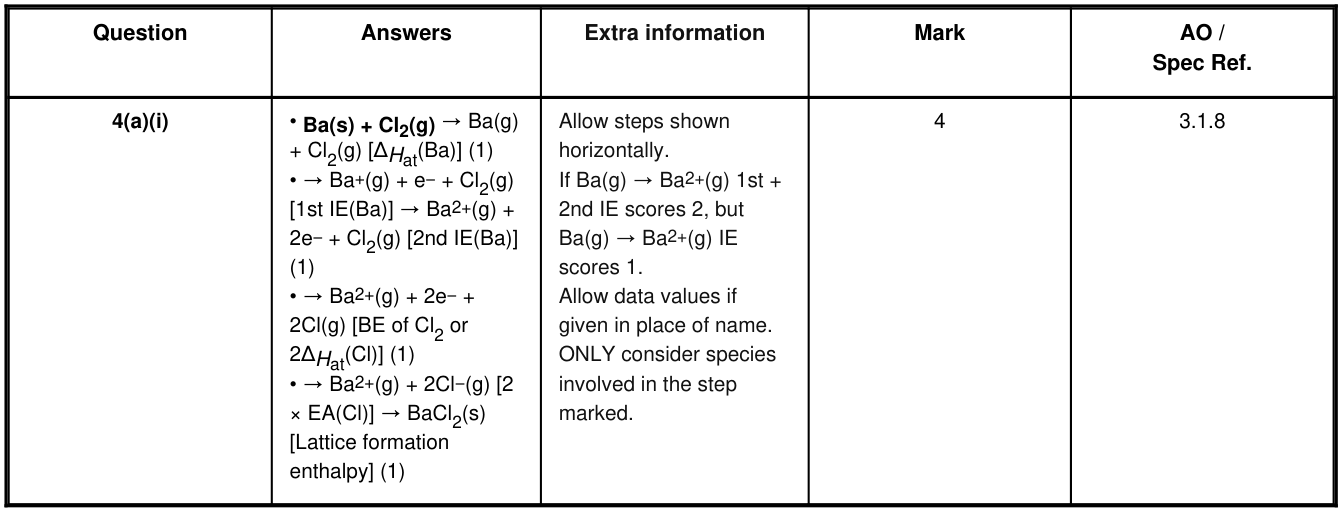 Question
Answers
Extra information
Mark
AO /
Spec Ref.
4(a)(i)
• Ba(s) + Cl₂(g) → Ba(g)
+ Cl₂(g) [ΔHat(Ba)] (1)
• → Ba+(g) + e− + Cl₂(g)
[1st IE(Ba)] → Ba2+(g) +
2e− + Cl₂(g) [2nd IE(Ba)]
(1)
• → Ba2+(g) + 2e− +
2Cl(g) [BE of Cl₂ or
2ΔHat(Cl)] (1)
• → Ba2+(g) + 2Cl−(g) [2
× EA(Cl)] → BaCl₂(s)
[Lattice formation
enthalpy] (1)
Allow steps shown
horizontally.
If Ba(g) → Ba2+(g) 1st +
2nd IE scores 2, but
Ba(g) → Ba2+(g) IE
scores 1.
Allow data values if
given in place of name.
ONLY consider species
involved in the step
marked.
4
3.1.8